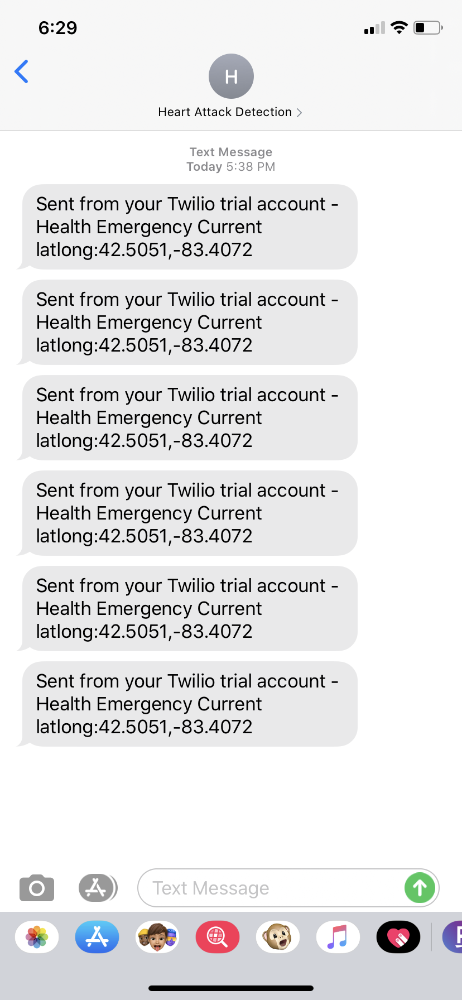 6:29
H
Heart Attack Detection
Text Message
Today 5:38 PM
Sent from your Twilio trial account -
Health Emergency Current
latlong:42.5051,-83.4072
Sent from your Twilio trial account -
Health Emergency Current
latlong:42.5051,-83.4072
Sent from your Twilio trial account -
Health Emergency Current
latlong:42.5051,-83.4072
Sent from your Twilio trial account -
Health Emergency Current
latlong:42.5051,-83.4072
Sent from your Twilio trial account -
Health Emergency Current
latlong:42.5051,-83.4072
Sent from your Twilio trial account -
Health Emergency Current
latlong:42.5051,-83.4072
Text Message